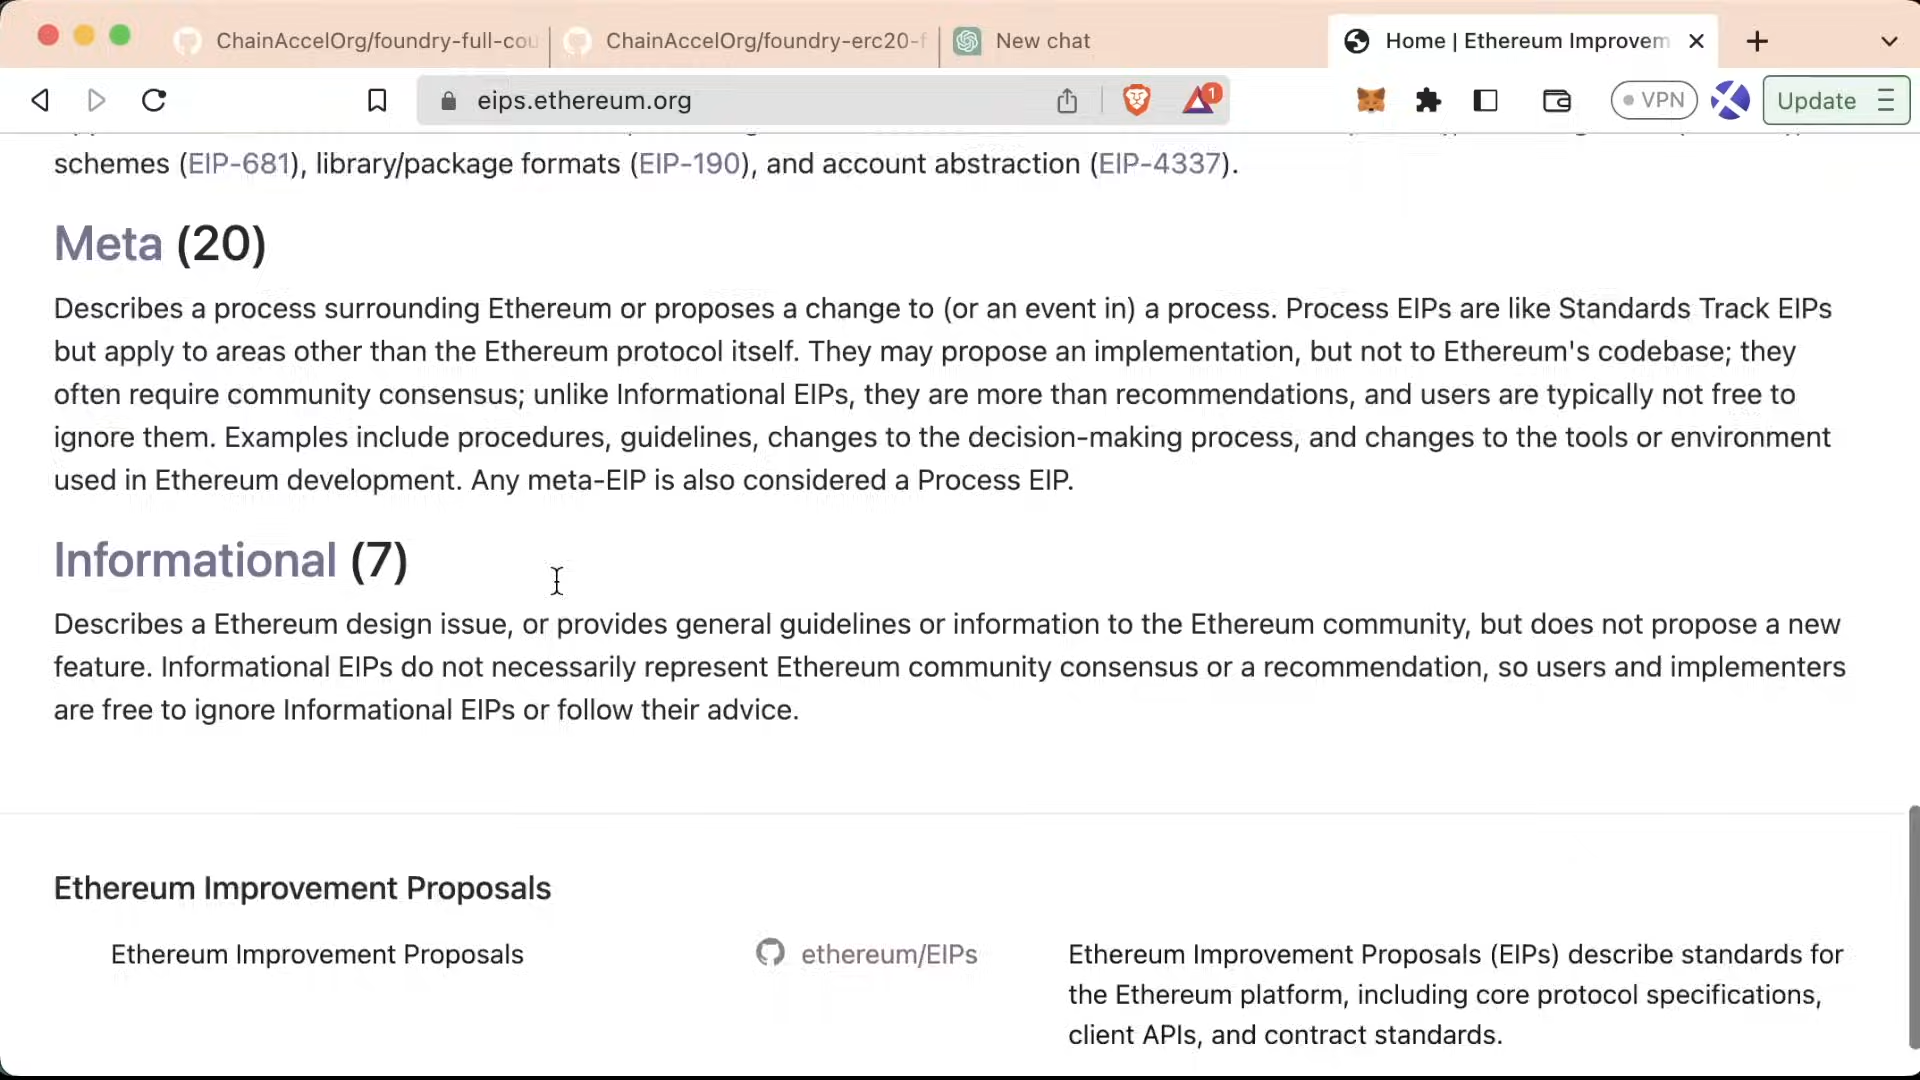 ChainAccelOrg/foundry-full-cou
ChainAccelOrg/foundry-erc20-f
New chat
Home | Ethereum Improvem
eips.ethereum.org
1
VPN
Update
schemes (EIP-681), library/package formats (EIP-190), and account abstraction (EIP-4337).
Meta (20)
Describes a process surrounding Ethereum or proposes a change to (or an event in) a process. Process EIPs are like Standards Track EIPs
but apply to areas other than the Ethereum protocol itself. They may propose an implementation, but not to Ethereum's codebase; they
often require community consensus; unlike Informational EIPs, they are more than recommendations, and users are typically not free to
ignore them. Examples include procedures, guidelines, changes to the decision-making process, and changes to the tools or environment
used in Ethereum development. Any meta-EIP is also considered a Process EIP.
Informational (7)
Describes a Ethereum design issue, or provides general guidelines or information to the Ethereum community, but does not propose a new
feature. Informational EIPs do not necessarily represent Ethereum community consensus or a recommendation, so users and implementers
are free to ignore Informational EIPs or follow their advice.
Ethereum Improvement Proposals
Ethereum Improvement Proposals
ethereum/EIPs
Ethereum Improvement Proposals (EIPs) describe standards for
the Ethereum platform, including core protocol specifications,
client APIs, and contract standards.